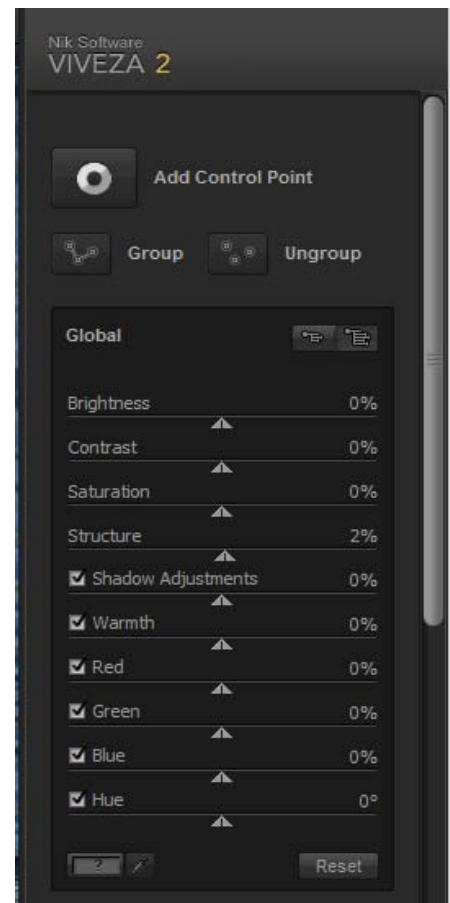 Nik Software
VIVEZA 2
Add Control Point
Group Ungroup
Global
Brightness 0%
Contrast 0%
Saturation 0%
Structure 2%
Shadow Adjustments 0%
Warmth 0%
Red 0%
Green 0%
Blue 0%
Hue 0°
? Reset